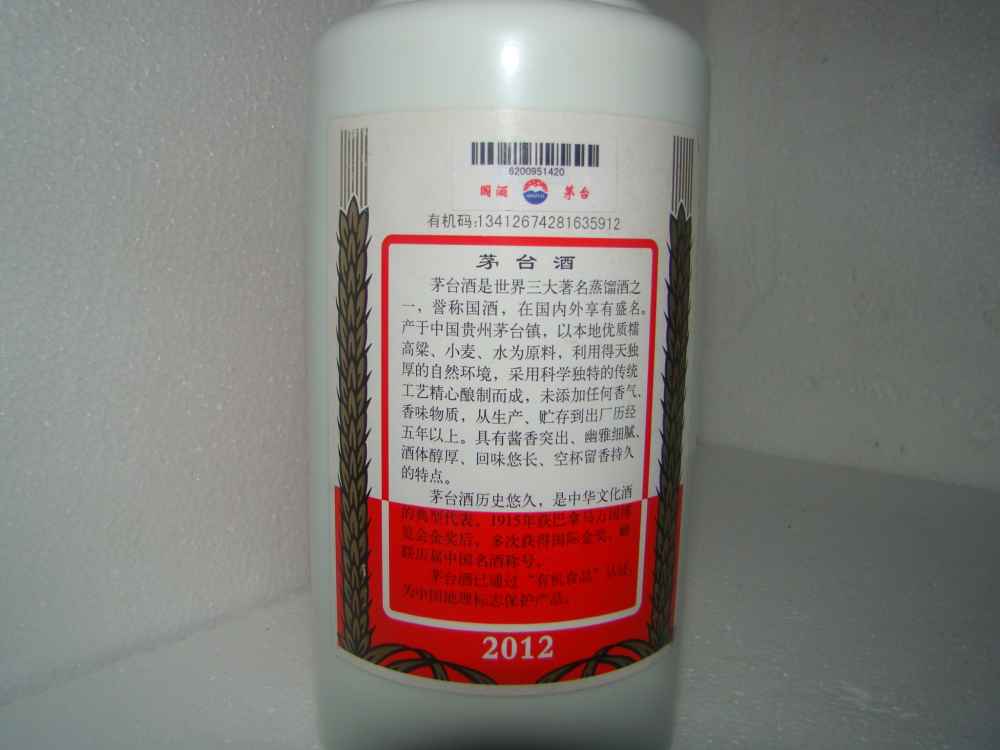 6200951420
国酒 茅台
有机码:13412674281635912
茅台酒
茅台酒是世界三大著名蒸馏酒之
一，誉称国酒，在国内外享有盛名。
产于中国贵州茅台镇，以本地优质糯
高粱、小麦、水为原料，利用得天独
厚的自然环境，采用科学独特的传统
工艺精心酿制而成，未添加任何香气、
香味物质，从生产、贮存到出厂历经
五年以上。具有酱香突出、幽雅细腻、
酒体醇厚、回味悠长、空杯留香持久
的特点。
茅台酒历史悠久，是中华文化酒
的典型代表，1915年获巴拿马万国博
览会金奖后，多次获得国际金奖，蝉
联历届中国名酒称号。
茅台酒已通过“有机食品”认证，
为中国地理标志保护产品。
2012